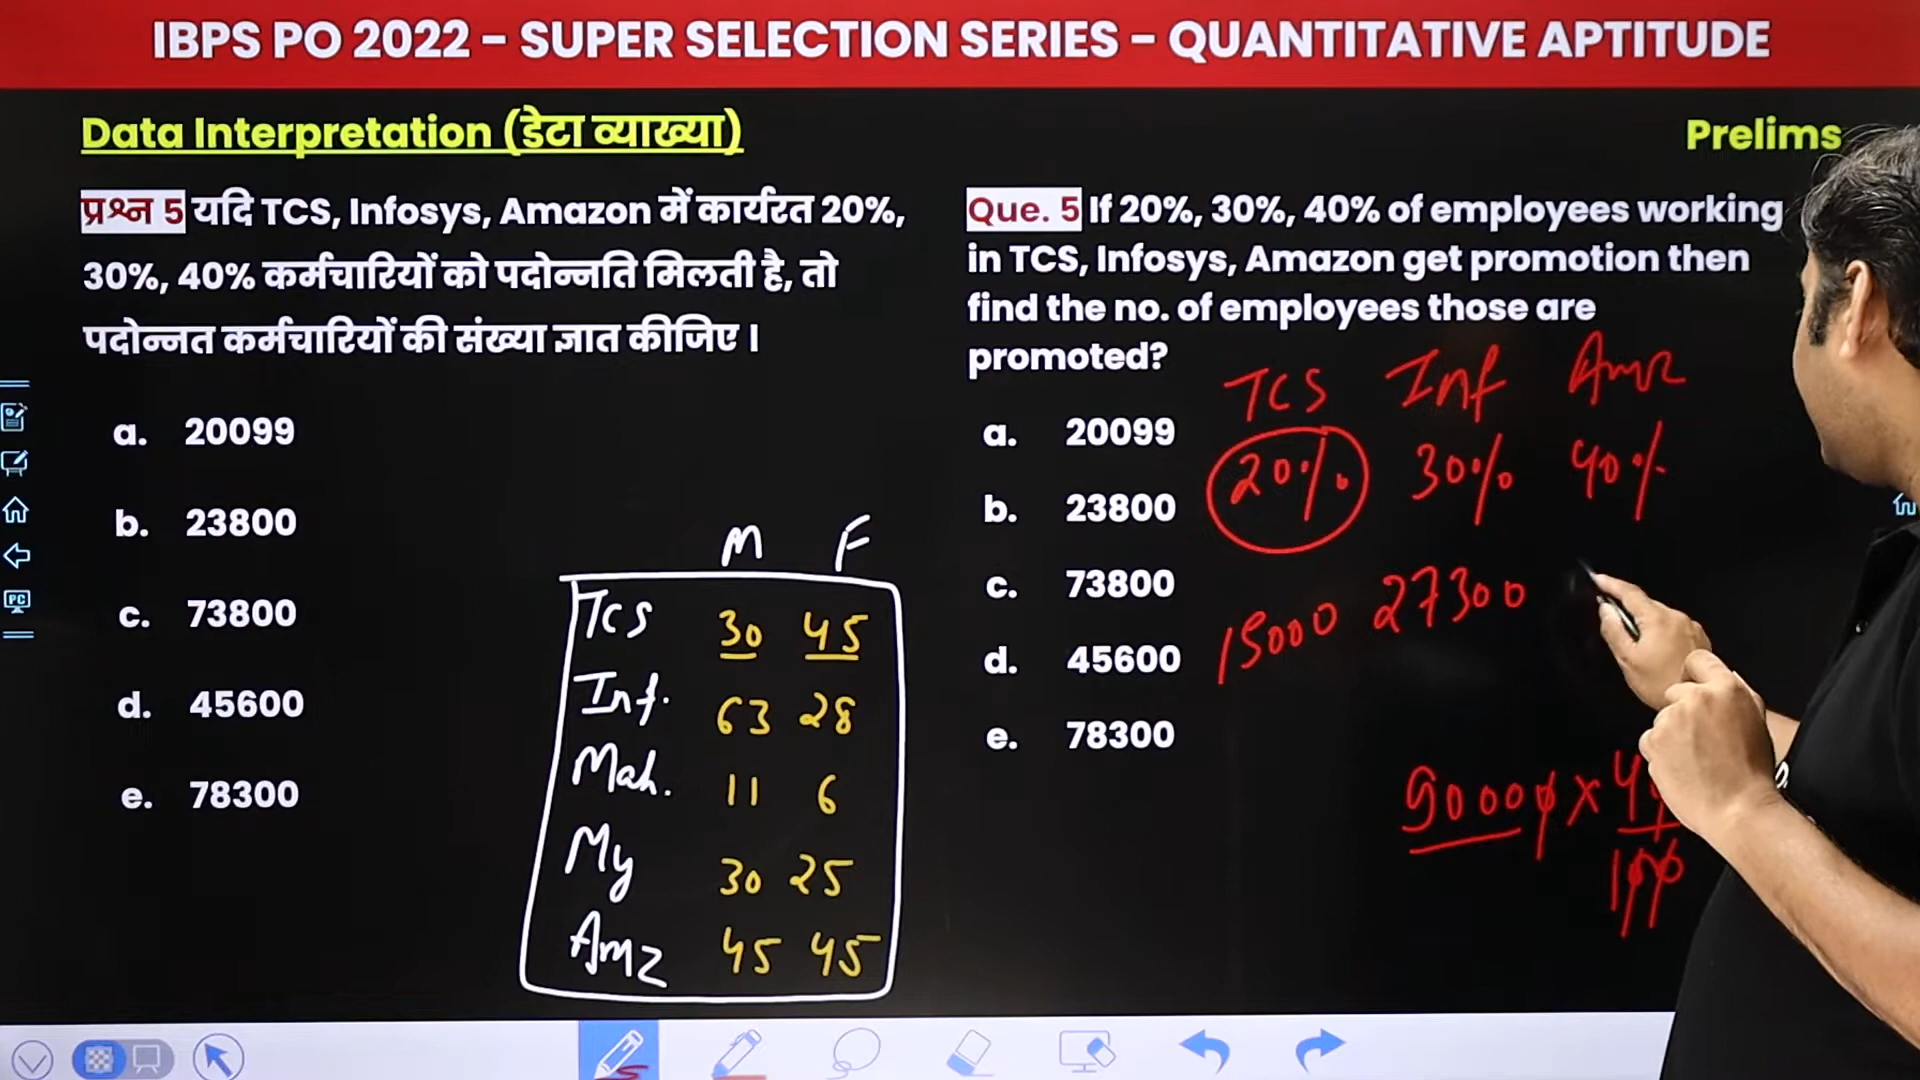 IBPS PO 2022 - SUPER SELECTION SERIES - QUANTITATIVE APTITUDE
Data Interpretation (डेटा व्याख्या)
Prelims
प्रश्न 5 यदि TCS, Infosys, Amazon में कार्यरत 20%,
30%, 40% कर्मचारियों को पदोन्नति मिलती है, तो
पदोन्नत कर्मचारियों की संख्या ज्ञात कीजिए ।
a. 20099
b. 23800
c. 73800
d. 45600
e. 78300
M F
TCS 30 45
Inf. 63 28
Mah. 11 6
My 30 25
Amz 45 45
Que. 5 If 20%, 30%, 40% of employees working
in TCS, Infosys, Amazon get promotion then
find the no. of employees those are
promoted?
a. 20099
b. 23800
c. 73800
d. 45600
e. 78300
TCS Inf Amz
20% 30% 40%
15000 27300
90000 x
100
PC